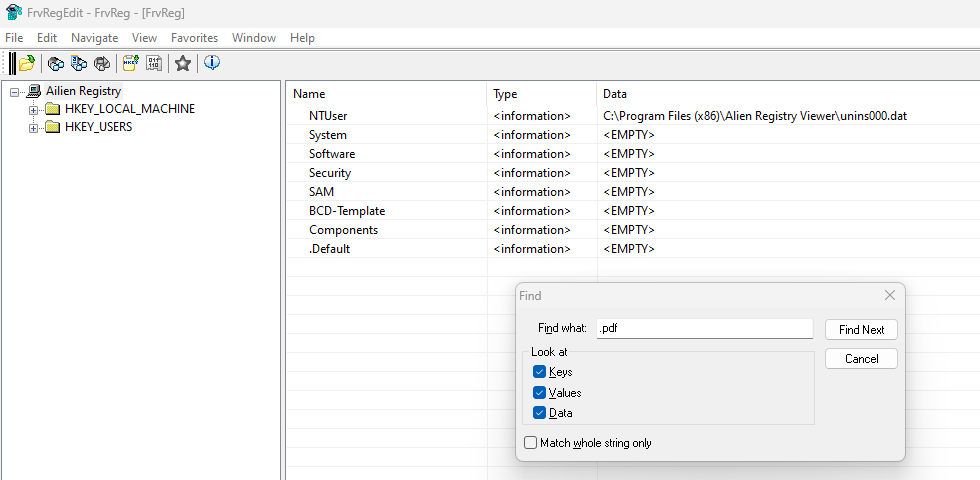 FrvRegEdit - FrvReg - [FrvReg]
File Edit Navigate View Favorites Window Help
Ailien Registry
HKEY_LOCAL_MACHINE
HKEY_USERS
Name Type Data
NTUser <information> C:\Program Files (x86)\Alien Registry Viewer\unins000.dat
System <information> <EMPTY>
Software <information> <EMPTY>
Security <information> <EMPTY>
SAM <information> <EMPTY>
BCD-Template <information> <EMPTY>
Components <information> <EMPTY>
.Default <information> <EMPTY>
Find
Find what: .pdf Find Next
Look at Cancel
Keys
Values
Data
Match whole string only